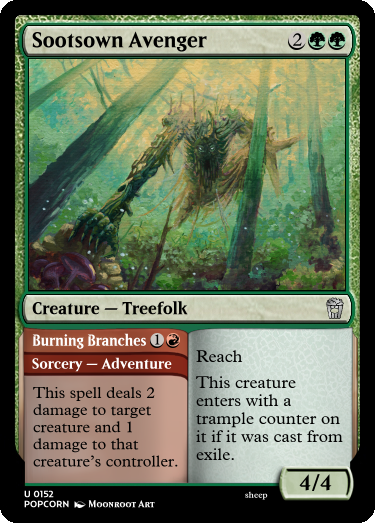 Sootsown Avenger 2
Creature — Treefolk
Burning Branches 1
Sorcery — Adventure
This spell deals 2
damage to target
creature and 1
damage to that
creature's controller.
Reach
This creature
enters with a
trample counter on
it if it was cast from
exile.
4/4
U 0152
POPCORN Moonroot Art
sheep